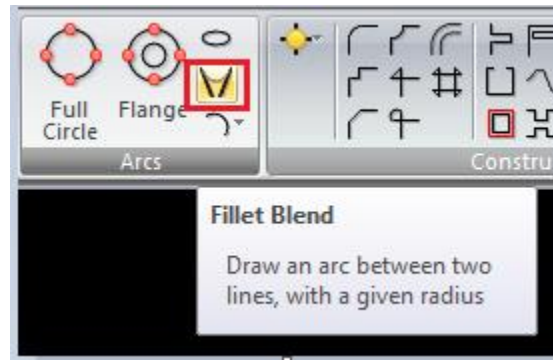 Full
Circle
Flange
Arcs
Constru
Fillet Blend
Draw an arc between two
lines, with a given radius